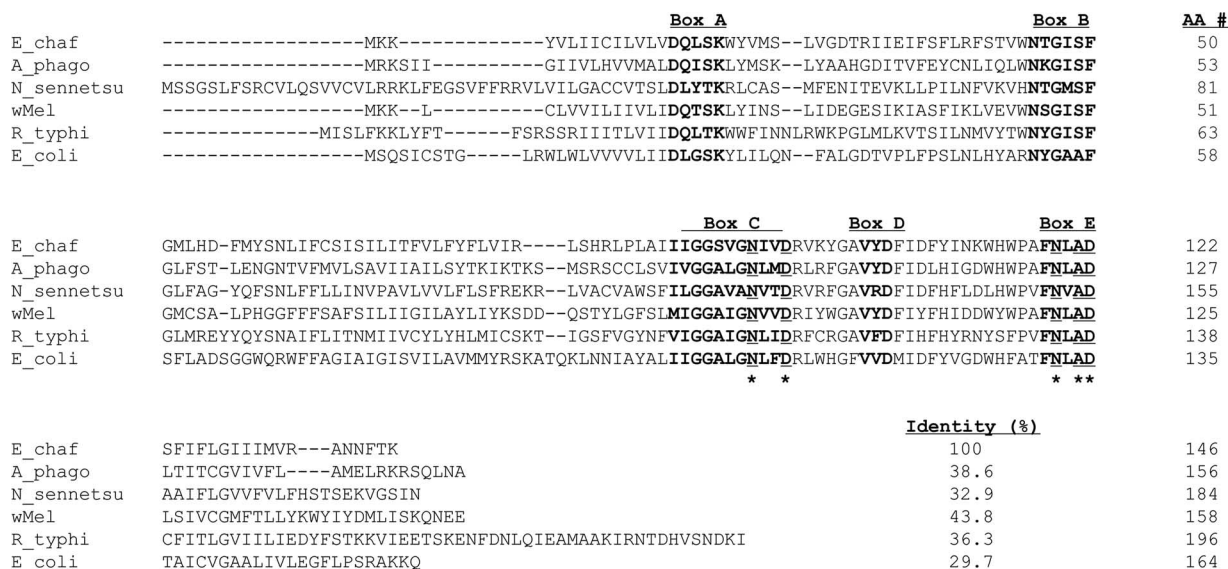 Box A Box B AA #
E_chaf ------------------MKK-----------YVLIICILVLVDQLSKWYVMS--LVGDTRIIEIFSFLRFSTVWNTGISF 50
A_phago ------------------MRKSII--------GIIVLHVVMALDQISKLYMSK--LYAAHGDITVFEYCNLIQLWNKGISF 53
N_sennetsu MSSGSLFSRCVLQSVVCVLRRKLFEGSVFFRRVLVILGACCVTSLDLYTKRLCAS--MFENITEVKLLPILNFVKVHNTGMSF 81
wMel ------------------MKK--L--------CLVVILIIVLIDQTSKLYINS--LIDEGESIKIASFIKLVEVWNSGISF 51
R_typhi --------------MISLFKKLYFT------FSRSSRIIITLVIIDQLTKWWFINNLRWKPGLMLKVTSILNMVYTWNYGISF 63
E_coli ------------------MSQSICSTG------LRWLWLVVVVLIIDLGSKYLILQN--FALGDTVPLFPSLNLHYARNYGAAF 58
Box C Box D Box E
E_chaf GMLHD-FMYSNLIFCSISILITFVLFYFLVIR----LSHRLPLAIIIGGSVGNIVDRVKYGAVYDFIDFYINKWHWPAFNLAD 122
A_phago GLFST-LENGNTVFMVLSAVIIAILSYTKIKTKS--MSRSCCLSVIVGGALGNLMDRLRFGAVYDFIDLHIGDWHWPAFNLAD 127
N_sennetsu GLFAG-YQFSNLFFLLINVPAVLVVLFLSFREKR--LVACVAWSFILGGAVANVTDRVRFGAVRDFIDFHFLDLHWPVFNVAD 155
wMel GMCSA-LPHGGFFFSAFSILIIGILAYLIYKSDD--QSTYLGFSLMIGGAIGNVVDRIYWGAVYDFIDFHIGNWHWPAFNLAD 125
R_typhi GLMREYYQYSNAIFLITNMIIVCYLYHLMICSKT--IGSFVGYNFVIGGAIGNLIDRFCRGAVFDFIHFHYRNYSFPVFNLAD 138
E_coli SFLADSGGWQRWFFAGIAIGISVILAVMMYRSKATQKLNNIAYALIIGGALGNLFDRLWHGFVVDMIDFYVGDWHFATFNLAD 135
* * **
Identity (%)
E_chaf SFIFLGIIIMVR---ANNFTK 100 146
A_phago LTITCGVIVFL----AMELRKRSQLNA 38.6 156
N_sennetsu AAIFLGVVFVLFHSTSEKVGSIN 32.9 184
wMel LSIVCGMFTLLYKWYIYDMLISKQNEE 43.8 158
R_typhi CFITLGVIILIEDYFSTKKVIEETSKENFDNLQIEAMAAKIRNTDHVSNDKI 36.3 196
E_coli TAICVGAALIVLEGFLPSRAKKQ 29.7 164